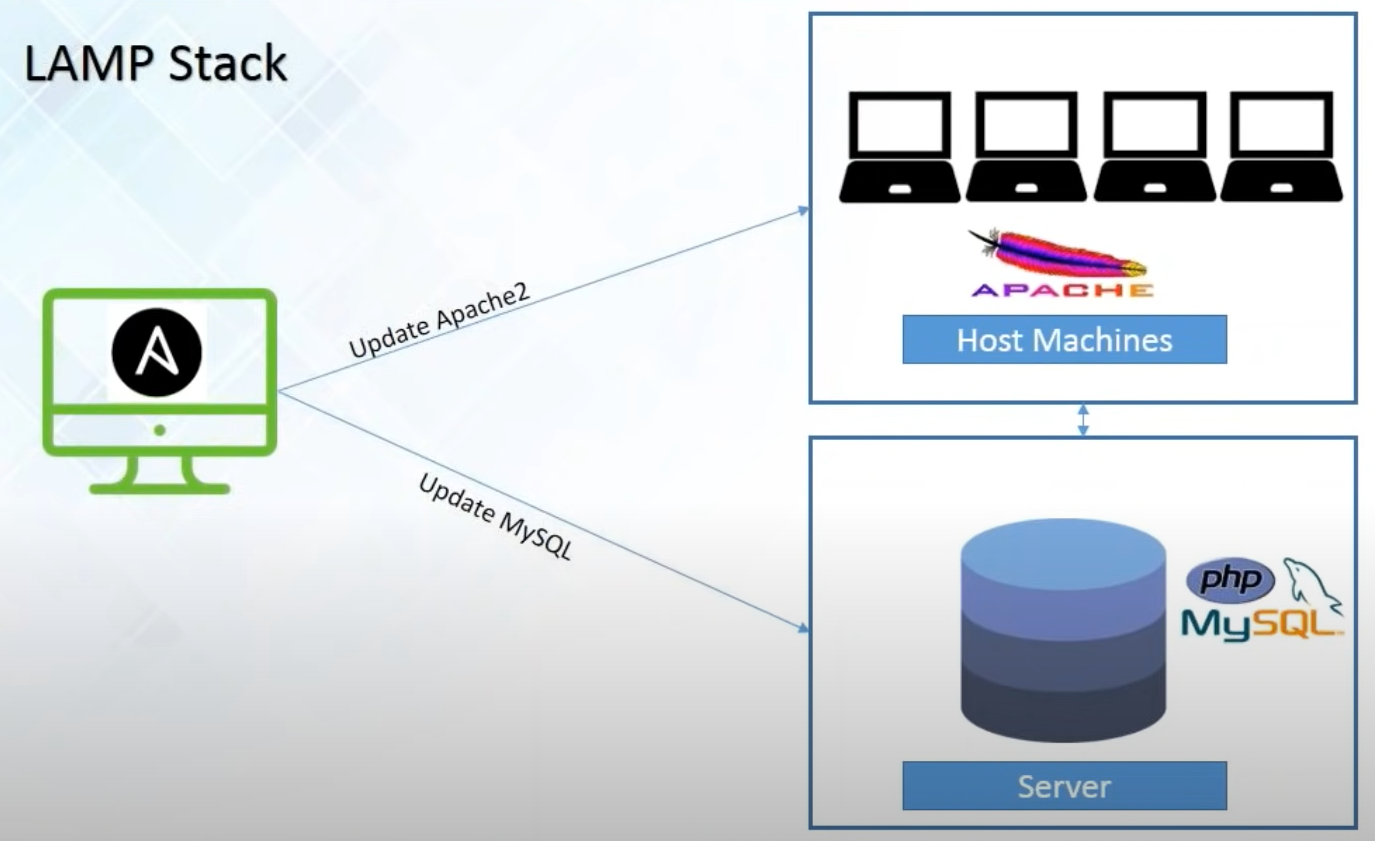 LAMP Stack
APACHE
Host Machines
Update Apache2
Update MySQL
php
MySQL
Server